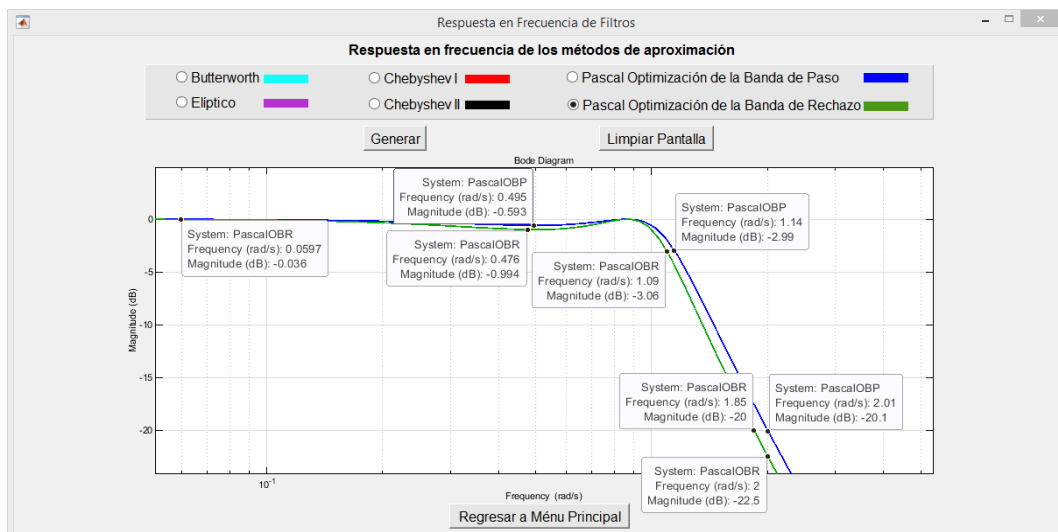 Respuesta en Frecuencia de Filtros
Respuesta en frecuencia de los métodos de aproximación
Butterworth
Chebyshev I
Pascal Optimización de la Banda de Paso
Elíptico
Chebyshev II
Pascal Optimización de la Banda de Rechazo
Generar
Limpiar Pantalla
Bode Diagram
System: PascalOBP
Frequency (rad/s): 0.495
Magnitude (dB): -0.593
System: PascalOBP
Frequency (rad/s): 1.14
Magnitude (dB): -2.99
System: PascalOBR
Frequency (rad/s): 0.0597
Magnitude (dB): -0.036
System: PascalOBR
Frequency (rad/s): 0.476
Magnitude (dB): -0.994
System: PascalOBR
Frequency (rad/s): 1.09
Magnitude (dB): -3.06
System: PascalOBR
Frequency (rad/s): 1.85
Magnitude (dB): -20
System: PascalOBP
Frequency (rad/s): 2.01
Magnitude (dB): -20.1
System: PascalOBR
Frequency (rad/s): 2
Magnitude (dB): -22.5
0
-5
-10
-15
-20
Magnitude (dB)
10⁻¹
Frequency (rad/s)
Regresar a Ménu Principal